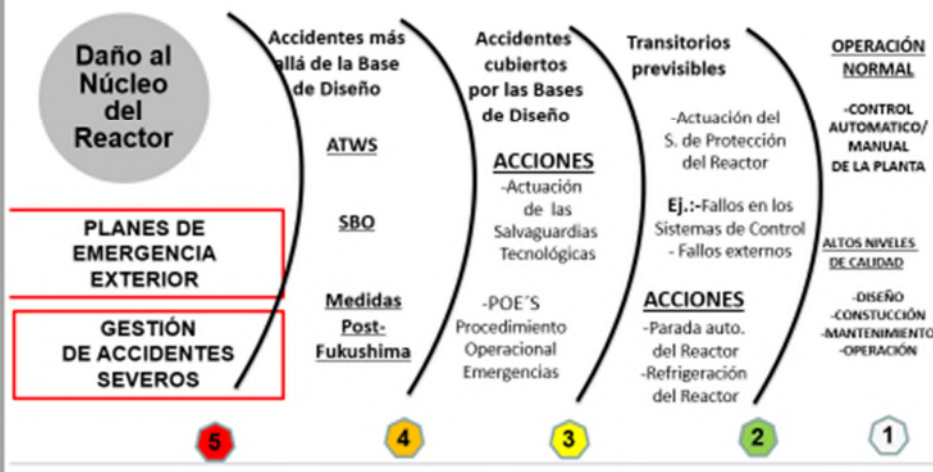 Daño al
Núcleo
del
Reactor
PLANES DE
EMERGENCIA
EXTERIOR
GESTIÓN
DE ACCIDENTES
SEVEROS
5
Accidentes más
allá de la Base
de Diseño
ATWS
SBO
Medidas
Post-
Fukushima
4
Accidentes
cubiertos
por las Bases
de Diseño
ACCIONES
-Actuación
de las
Salvaguardias
Tecnológicas
-POE´S
Procedimiento
Operacional
Emergencias
3
Transitorios
previsibles
-Actuación del
S. de Protección
del Reactor
Ej.:-Fallos en los
Sistemas de Control
- Fallos externos
ACCIONES
-Parada auto.
del Reactor
-Refrigeración
del Reactor
2
OPERACIÓN
NORMAL
-CONTROL
AUTOMATICO/
MANUAL
DE LA PLANTA
ALTOS NIVELES
DE CALIDAD
-DISEÑO
-CONSTUCCIÓN
-MANTENIMIENTO
-OPERACIÓN
1